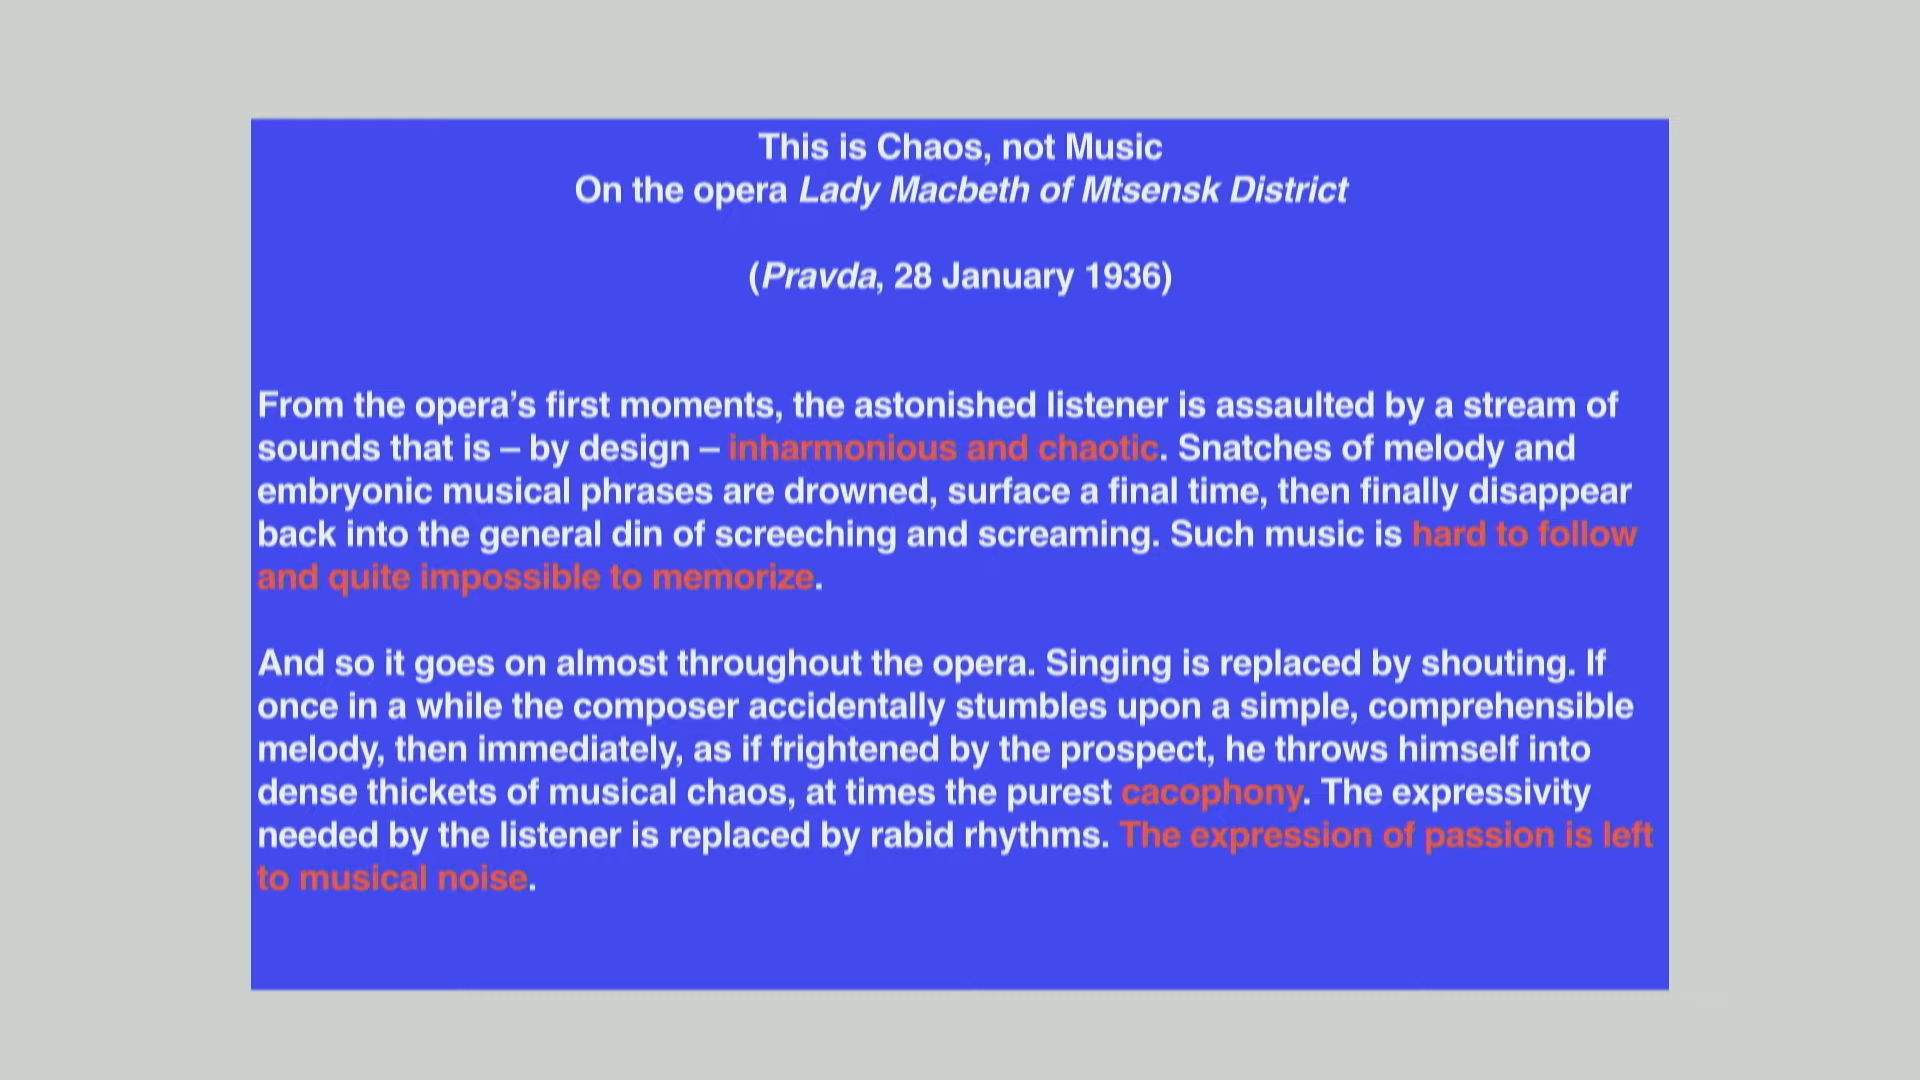 This is Chaos, not Music
On the opera Lady Macbeth of Mtsensk District
(Pravda, 28 January 1936)
From the opera’s first moments, the astonished listener is assaulted by a stream of
sounds that is – by design – inharmonious and chaotic. Snatches of melody and
embryonic musical phrases are drowned, surface a final time, then finally disappear
back into the general din of screeching and screaming. Such music is hard to follow
and quite impossible to memorize.
And so it goes on almost throughout the opera. Singing is replaced by shouting. If
once in a while the composer accidentally stumbles upon a simple, comprehensible
melody, then immediately, as if frightened by the prospect, he throws himself into
dense thickets of musical chaos, at times the purest cacophony. The expressivity
needed by the listener is replaced by rabid rhythms. The expression of passion is left
to musical noise.